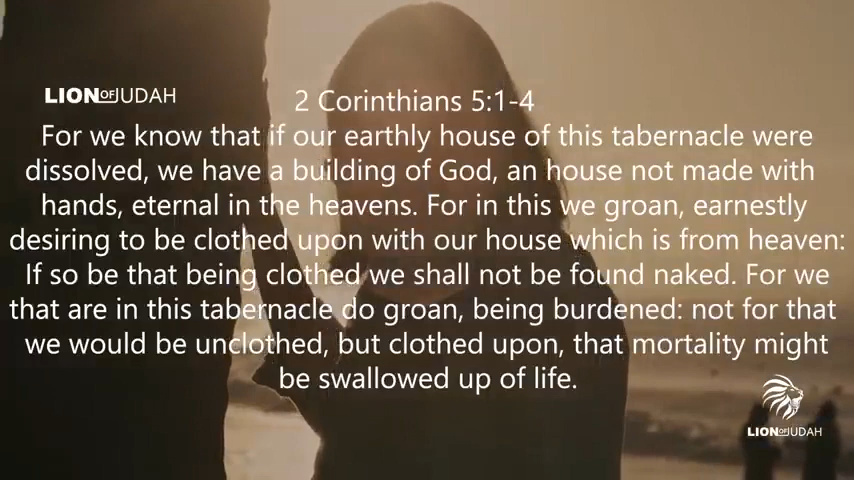 LION OF JUDAH
2 Corinthians 5:1-4
For we know that if our earthly house of this tabernacle were
dissolved, we have a building of God, an house not made with
hands, eternal in the heavens. For in this we groan, earnestly
desiring to be clothed upon with our house which is from heaven:
If so be that being clothed we shall not be found naked. For we
that are in this tabernacle do groan, being burdened: not for that
we would be unclothed, but clothed upon, that mortality might
be swallowed up of life.
LION OF JUDAH